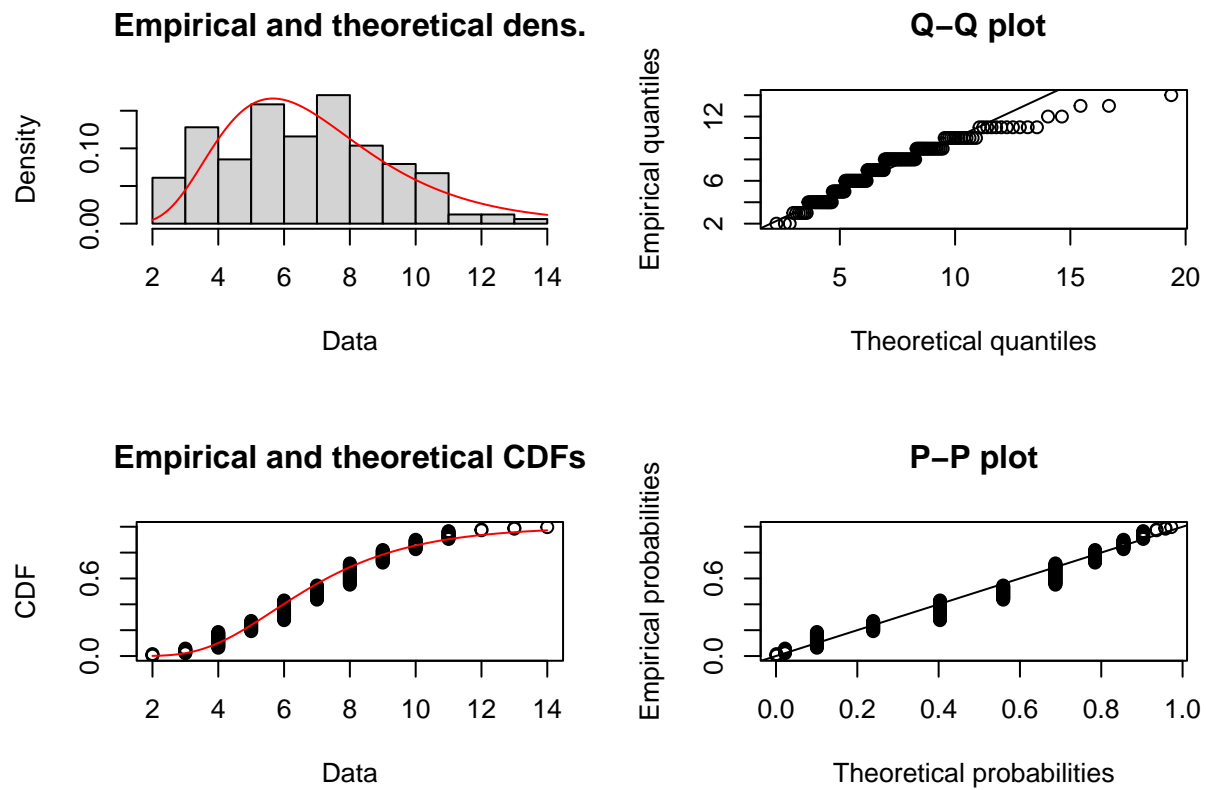 Empirical and theoretical dens.
Density
0.00
0.10
2 4 6 8 10 12 14
Data
Q−Q plot
Empirical quantiles
2
6
12
5 10 15 20
Theoretical quantiles
Empirical and theoretical CDFs
CDF
0.0
0.6
2 4 6 8 10 12 14
Data
P−P plot
Empirical probabilities
0.0
0.6
0.0 0.2 0.4 0.6 0.8 1.0
Theoretical probabilities